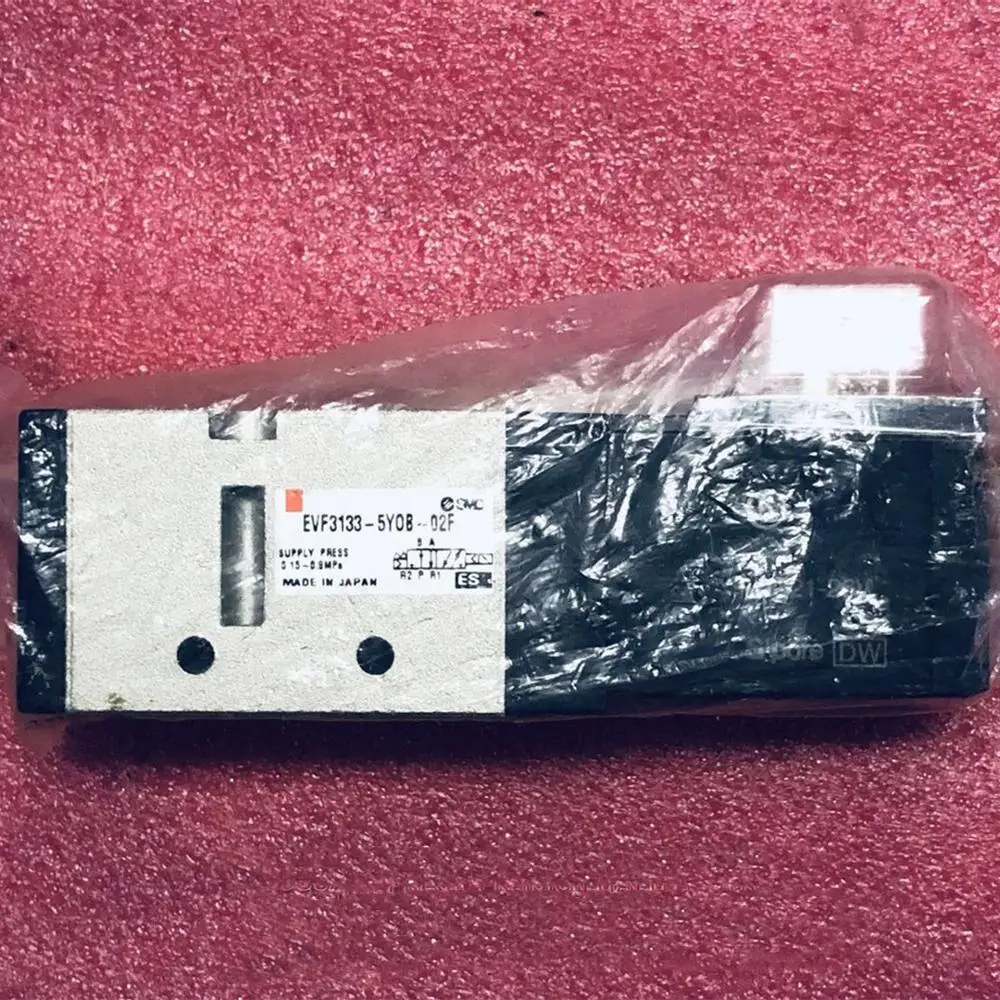 SMC
EVF3133-5YOB-02F
SUPPLY PRESS
0.15~0.9MPa
B A
R2 P R1
MADE IN JAPAN
ES
DW